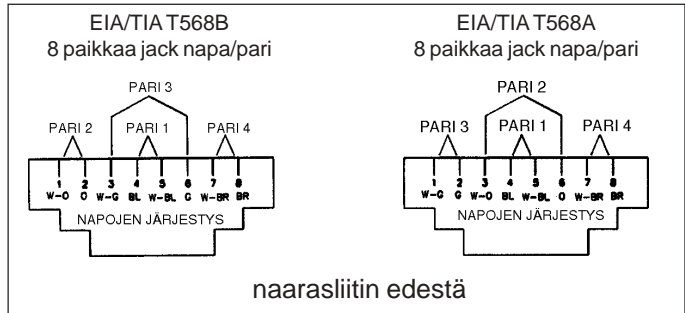 EIA/TIA T568B
8 paikkaa jack napa/pari
PARI 3
PARI 2 PARI 1 PARI 4
1 2 3 4 5 6 7 8
W-O O W-G BL W-BL G W-BR BR
NAPOJEN JÄRJESTYS
EIA/TIA T568A
8 paikkaa jack napa/pari
PARI 2
PARI 3 PARI 1 PARI 4
1 2 3 4 5 6 7 8
W-G G W-O BL W-BL O W-BR BR
NAPOJEN JÄRJESTYS
naarasliitin edestä